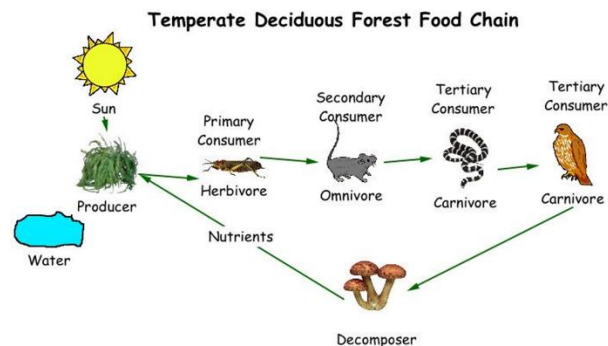 Temperate Deciduous Forest Food Chain
Sun
Producer
Water
Primary
Consumer
Herbivore
Secondary
Consumer
Omnivore
Tertiary
Consumer
Carnivore
Tertiary
Consumer
Carnivore
Nutrients
Decomposer